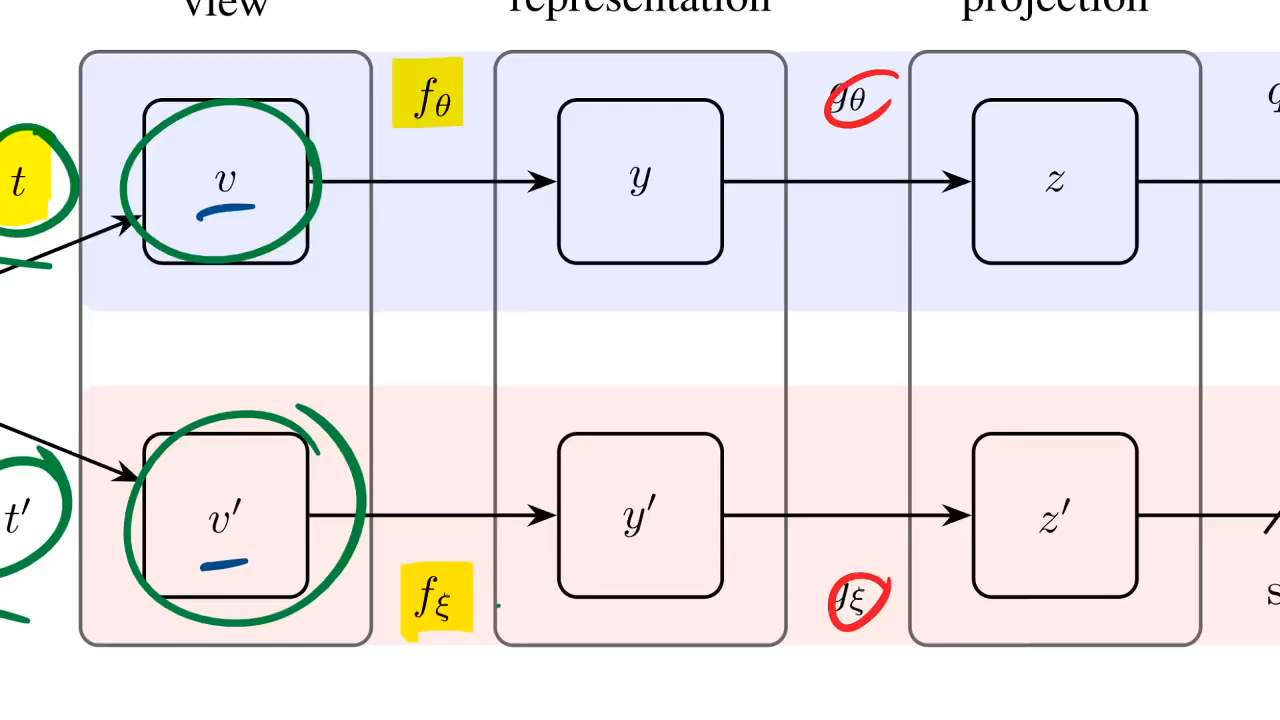 view representation projection
f_θ g_θ q
t v y z
t′ v′ y′ z′
f_ξ g_ξ s